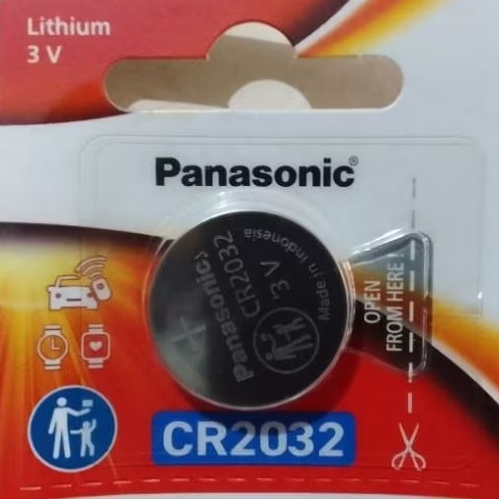 Lithium
3 V
Panasonic®
Panasonic
CR2032
3 V
Made in Indonesia
OPEN
FROM HERE!
CR2032